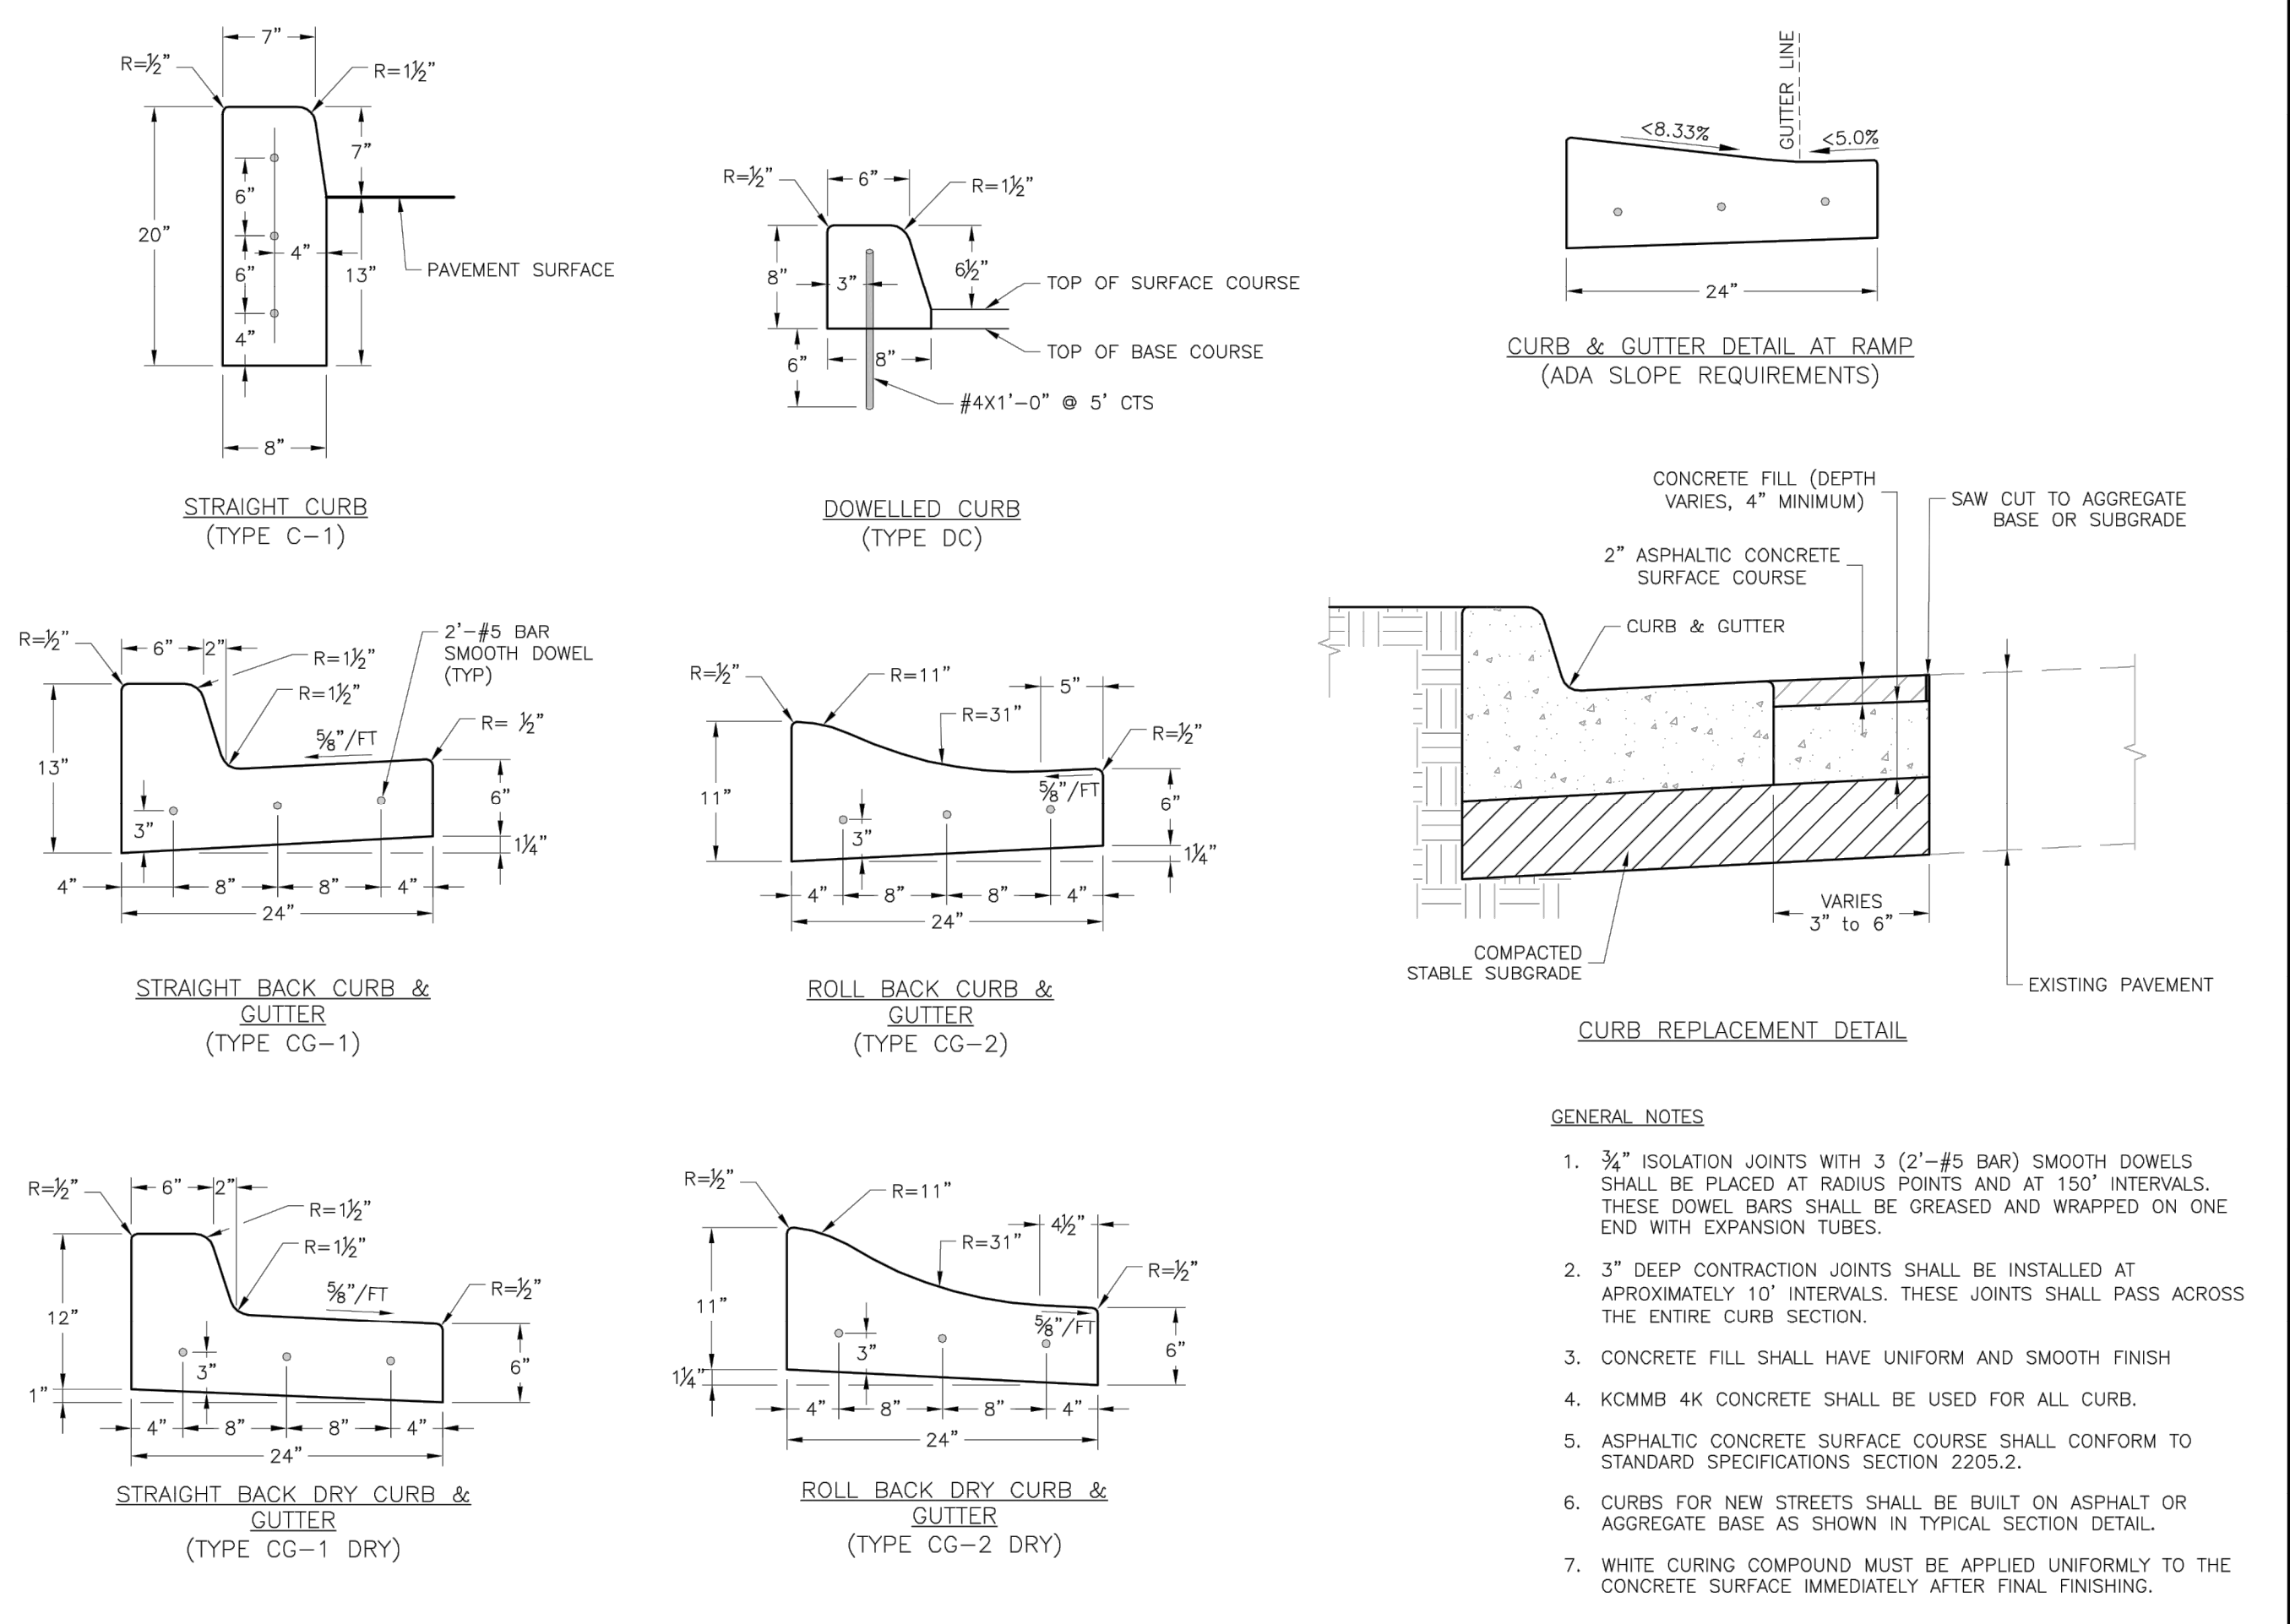 7”
R=½”
R=1½”
7”
6”
20”
4”
6”
13”
PAVEMENT SURFACE
4”
8”
STRAIGHT CURB
(TYPE C-1)
R=½”
6”
R=1½”
8”
3”
6½”
TOP OF SURFACE COURSE
6”
8”
TOP OF BASE COURSE
#4X1'-0” @ 5' CTS
DOWELLED CURB
(TYPE DC)
GUTTER LINE
<8.33%
<5.0%
24”
CURB & GUTTER DETAIL AT RAMP
(ADA SLOPE REQUIREMENTS)
R=½”
6”
2”
R=1½”
R=1½”
2'-#5 BAR
SMOOTH DOWEL
(TYP)
R= ½”
⅝”/FT
13”
3”
6”
1¼”
4”
8”
8”
4”
24”
STRAIGHT BACK CURB &
GUTTER
(TYPE CG-1)
R=½”
R=11”
5”
R=31”
R=½”
⅝”/FT
11”
3”
6”
1¼”
4”
8”
8”
4”
24”
ROLL BACK CURB &
GUTTER
(TYPE CG-2)
CONCRETE FILL (DEPTH
VARIES, 4” MINIMUM)
SAW CUT TO AGGREGATE
BASE OR SUBGRADE
2” ASPHALTIC CONCRETE
SURFACE COURSE
CURB & GUTTER
VARIES
3” to 6”
COMPACTED
STABLE SUBGRADE
EXISTING PAVEMENT
CURB REPLACEMENT DETAIL
R=½”
6”
2”
R=1½”
R=1½”
⅝”/FT
R=½”
12”
3”
6”
1”
4”
8”
8”
4”
24”
STRAIGHT BACK DRY CURB &
GUTTER
(TYPE CG-1 DRY)
R=½”
R=11”
4½”
R=31”
R=½”
11”
⅝”/FT
3”
6”
1¼”
4”
8”
8”
4”
24”
ROLL BACK DRY CURB &
GUTTER
(TYPE CG-2 DRY)
GENERAL NOTES
1. ¾” ISOLATION JOINTS WITH 3 (2'-#5 BAR) SMOOTH DOWELS
SHALL BE PLACED AT RADIUS POINTS AND AT 150' INTERVALS.
THESE DOWEL BARS SHALL BE GREASED AND WRAPPED ON ONE
END WITH EXPANSION TUBES.
2. 3” DEEP CONTRACTION JOINTS SHALL BE INSTALLED AT
APROXIMATELY 10' INTERVALS. THESE JOINTS SHALL PASS ACROSS
THE ENTIRE CURB SECTION.
3. CONCRETE FILL SHALL HAVE UNIFORM AND SMOOTH FINISH
4. KCMMB 4K CONCRETE SHALL BE USED FOR ALL CURB.
5. ASPHALTIC CONCRETE SURFACE COURSE SHALL CONFORM TO
STANDARD SPECIFICATIONS SECTION 2205.2.
6. CURBS FOR NEW STREETS SHALL BE BUILT ON ASPHALT OR
AGGREGATE BASE AS SHOWN IN TYPICAL SECTION DETAIL.
7. WHITE CURING COMPOUND MUST BE APPLIED UNIFORMLY TO THE
CONCRETE SURFACE IMMEDIATELY AFTER FINAL FINISHING.